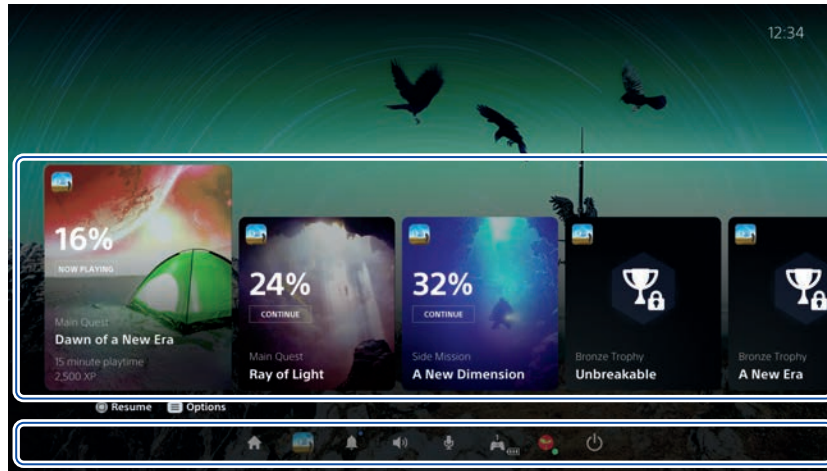 12:34
16%
NOW PLAYING
Main Quest
Dawn of a New Era
15 minute playtime
2,500 XP
24%
CONTINUE
Main Quest
Ray of Light
32%
CONTINUE
Side Mission
A New Dimension
Bronze Trophy
Unbreakable
Bronze Trophy
A New Era
Resume
Options
1